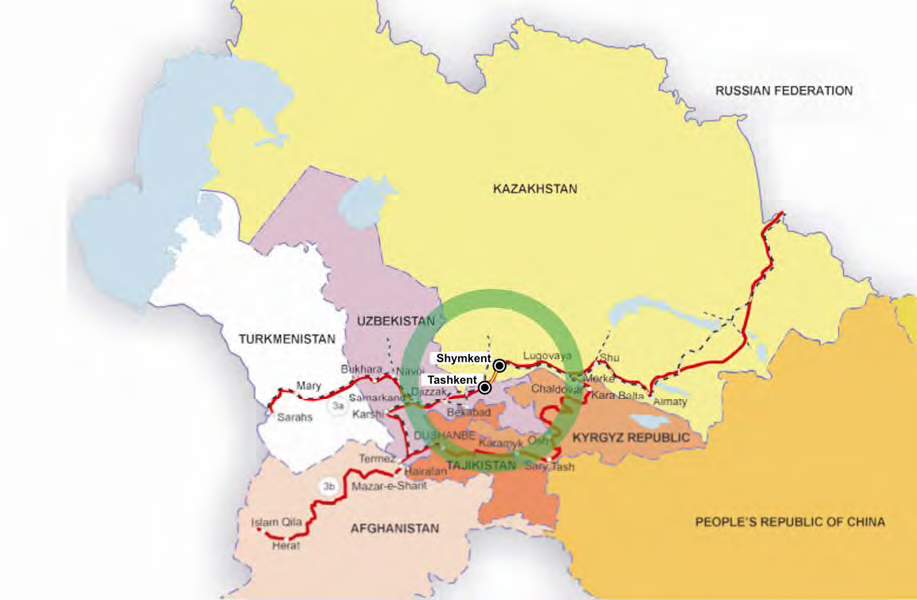 RUSSIAN FEDERATION
KAZAKHSTAN
UZBEKISTAN
TURKMENISTAN
Shymkent
Lugovaya
Shu
Bukhara
Navoi
Tashkent
Merke
Mary
Samarkand
Djizzak
Chaldovar
Kara Balta
Almaty
3a
Sarahs
Karshi
Bekabad
DUSHANBE
Karamyk
Osh
KYRGYZ REPUBLIC
Termez
Hairatan
TAJIKISTAN
Sary Tash
3b
Mazar-e-Sharif
Islam Qila
AFGHANISTAN
PEOPLE'S REPUBLIC OF CHINA
Herat